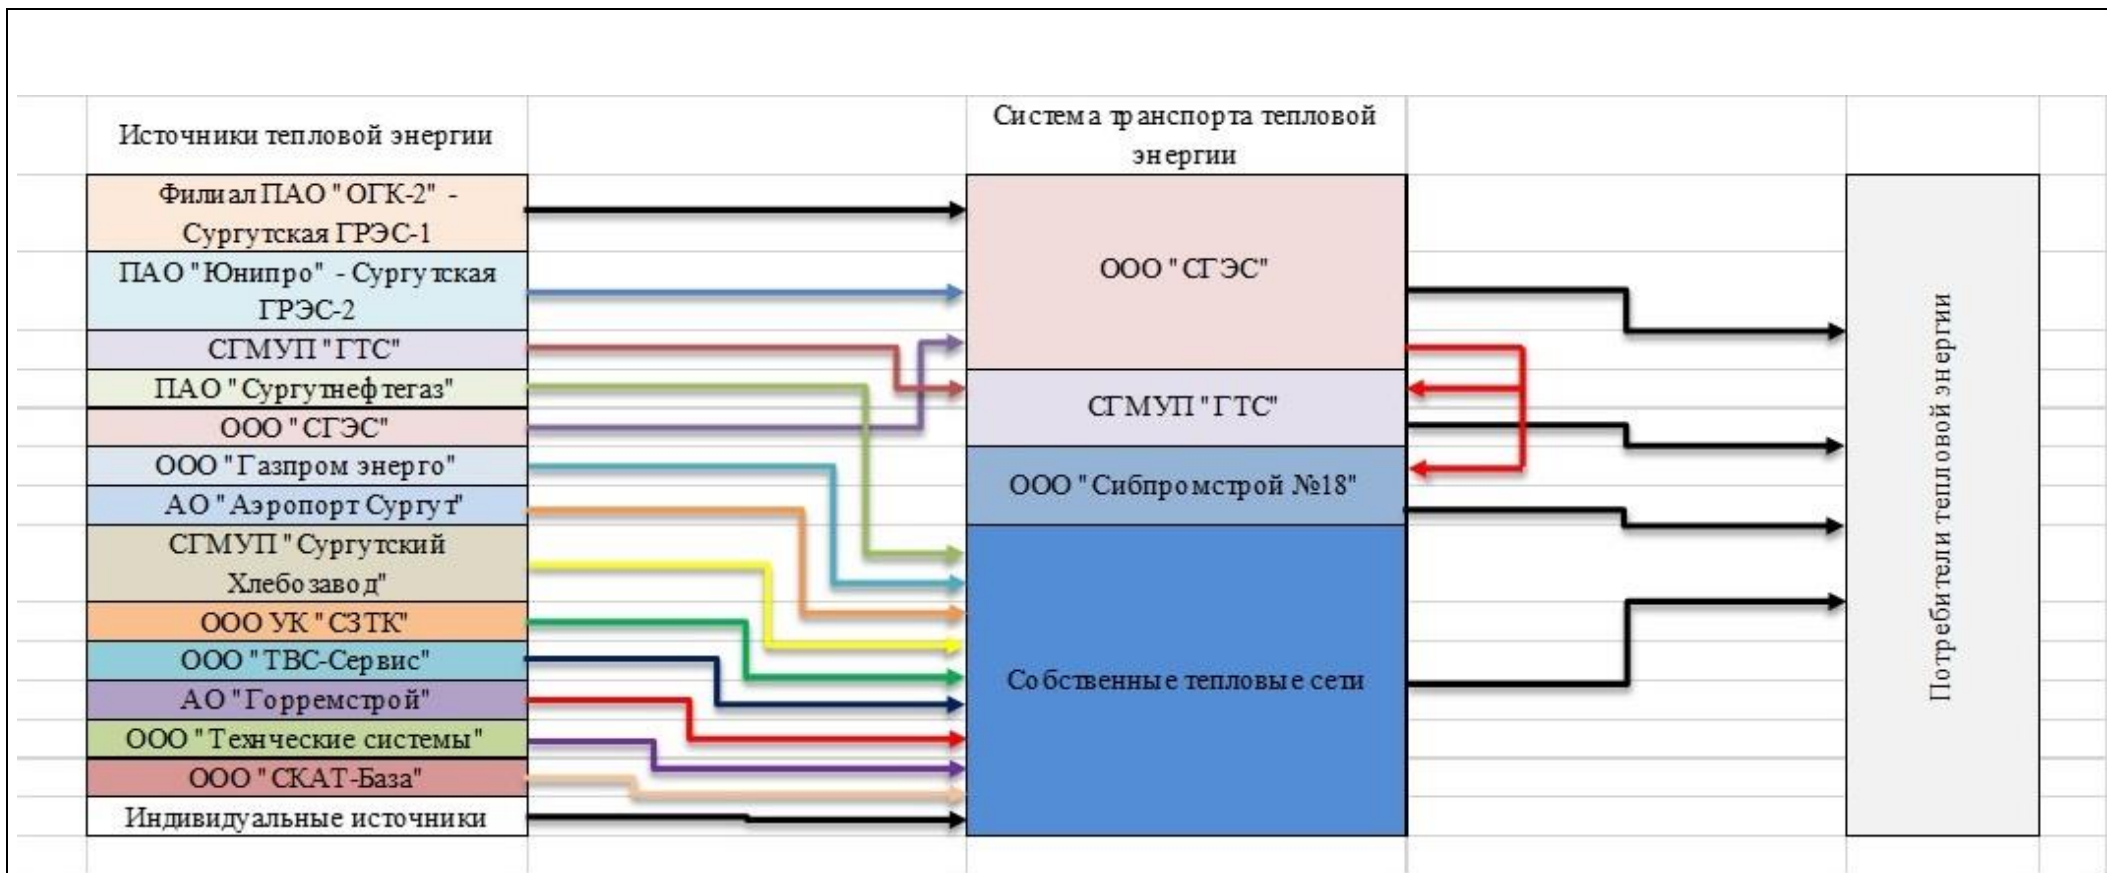 Источники тепловой энергии
Система транспорта тепловой
энергии
Филиал ПАО "ОГК-2" -
Сургутская ГРЭС-1
ПАО "Юнипро" - Сургутская
ГРЭС-2
СГМУП "ГТС"
ПАО "Сургутнефтегаз"
ООО "СГЭС"
ООО "Газпром энерго"
АО "Аэропорт Сургут"
СГМУП "Сургутский
Хлебозавод"
ООО УК "СЗТК"
ООО "ТВС-Сервис"
АО "Горремстрой"
ООО "Технческие системы"
ООО "СКАТ-База"
Индивидуальные источники
ООО "СГЭС"
СГМУП "ГТС"
ООО "Сибпромстрой №18"
Собственные тепловые сети
Потребители тепловой энергии